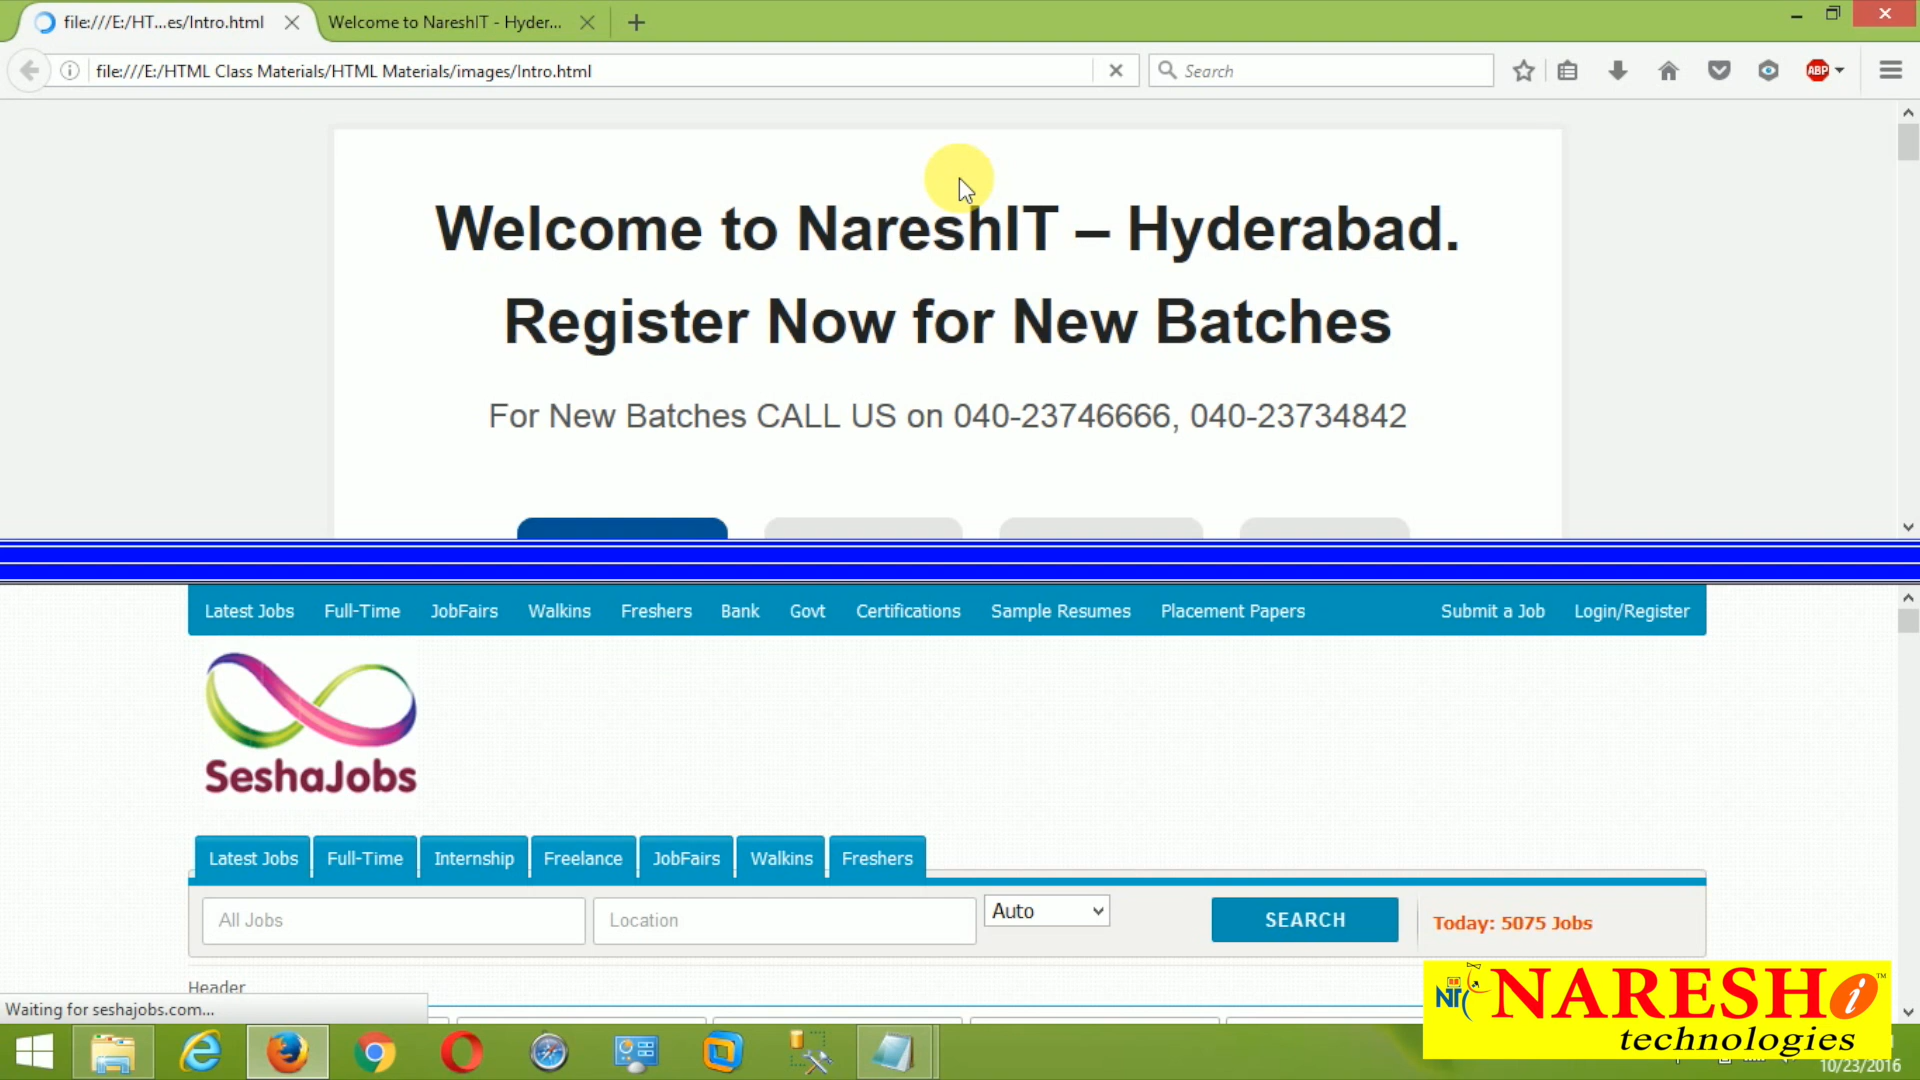 file:///E:/HT...es/Intro.html
Welcome to NareshIT - Hyder...
file:///E:/HTML Class Materials/HTML Materials/images/Intro.html
Search
ABP
Welcome to NareshIT – Hyderabad.
Register Now for New Batches
For New Batches CALL US on 040-23746666, 040-23734842
Latest Jobs Full-Time JobFairs Walkins Freshers Bank Govt Certifications Sample Resumes Placement Papers Submit a Job Login/Register
SeshaJobs
Latest Jobs Full-Time Internship Freelance JobFairs Walkins Freshers
All Jobs Location Auto SEARCH Today: 5075 Jobs
Header
Waiting for seshajobs.com...
NARESH i ™
technologies
10/23/2016